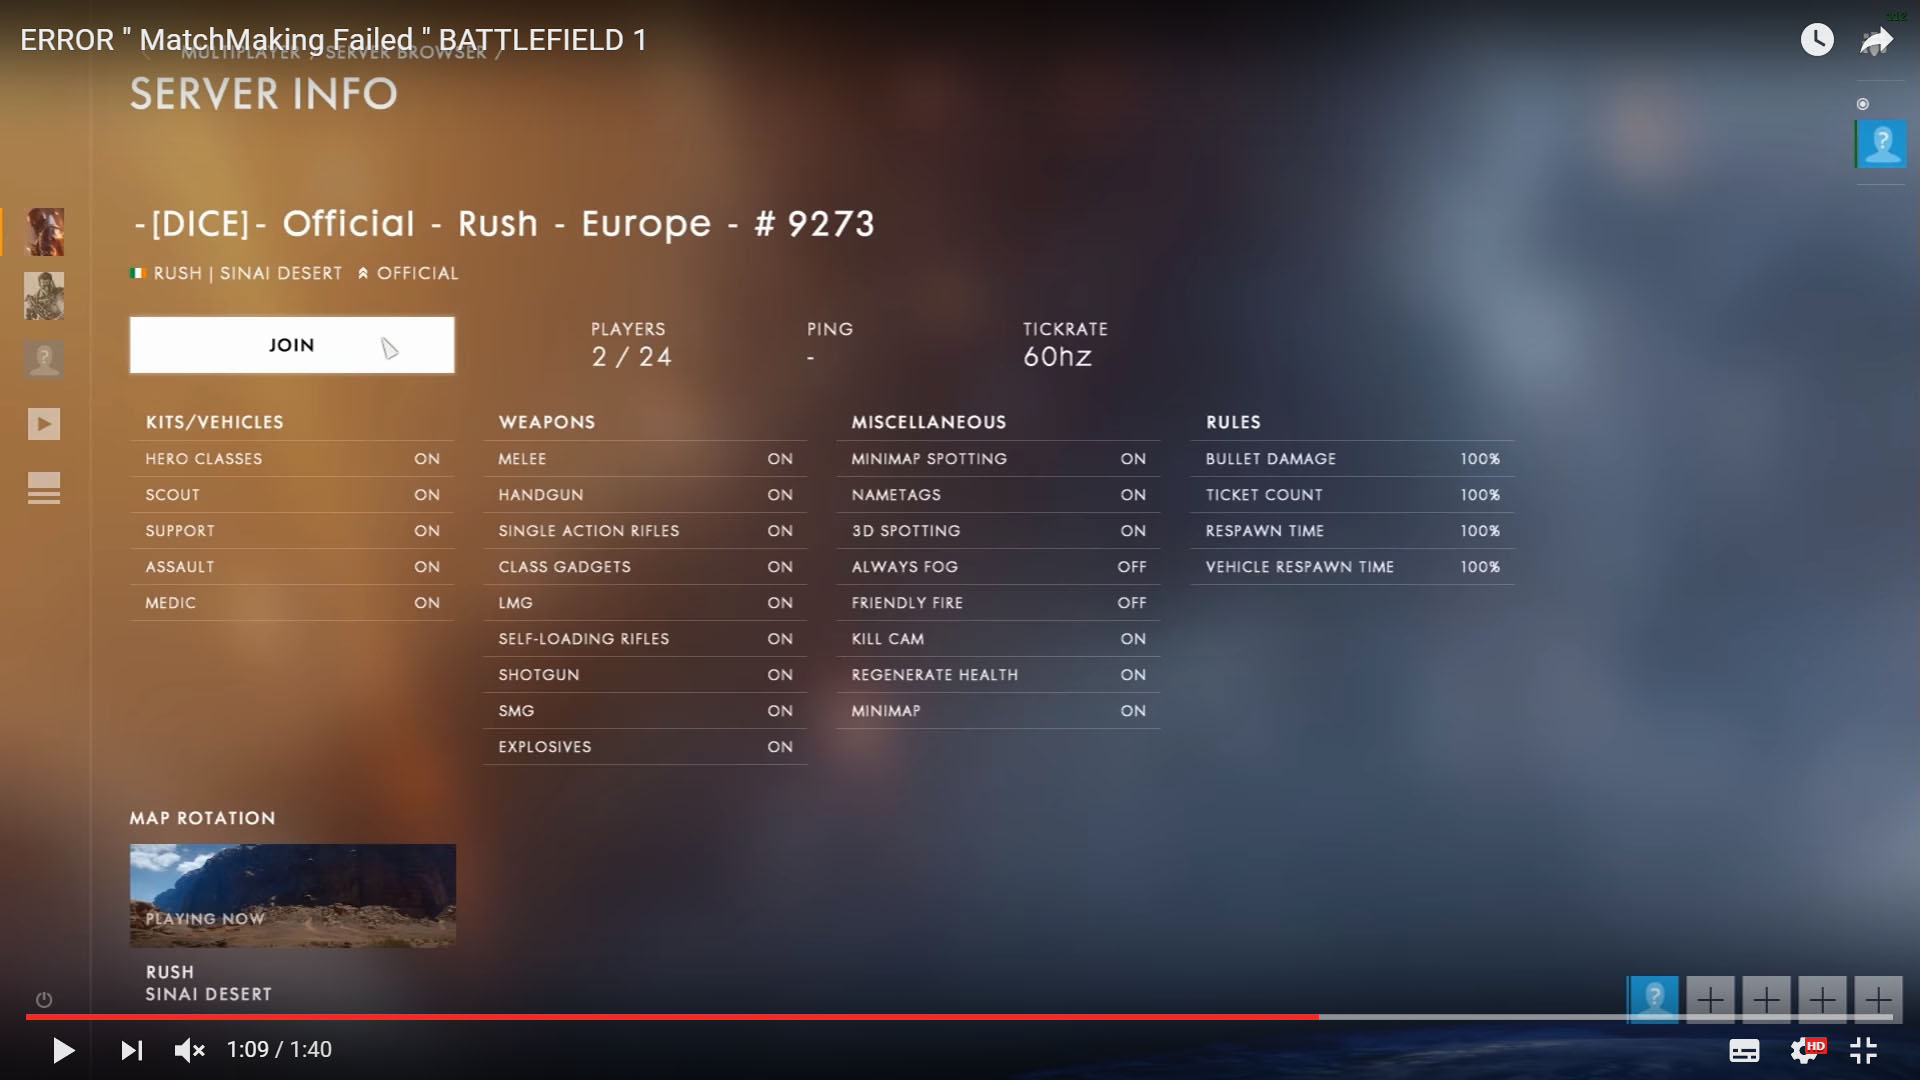 ERROR " MatchMaking Failed " BATTLEFIELD 1
MULTIPLAYER / SERVER BROWSER /
SERVER INFO
-[DICE]- Official - Rush - Europe - # 9273
RUSH | SINAI DESERT OFFICIAL
JOIN
PLAYERS
2 / 24
PING
-
TICKRATE
60hz
KITS/VEHICLES
HERO CLASSES ON
SCOUT ON
SUPPORT ON
ASSAULT ON
MEDIC ON
WEAPONS
MELEE ON
HANDGUN ON
SINGLE ACTION RIFLES ON
CLASS GADGETS ON
LMG ON
SELF-LOADING RIFLES ON
SHOTGUN ON
SMG ON
EXPLOSIVES ON
MISCELLANEOUS
MINIMAP SPOTTING ON
NAMETAGS ON
3D SPOTTING ON
ALWAYS FOG OFF
FRIENDLY FIRE OFF
KILL CAM ON
REGENERATE HEALTH ON
MINIMAP ON
RULES
BULLET DAMAGE 100%
TICKET COUNT 100%
RESPAWN TIME 100%
VEHICLE RESPAWN TIME 100%
MAP ROTATION
PLAYING NOW
RUSH
SINAI DESERT
1:09 / 1:40
HD